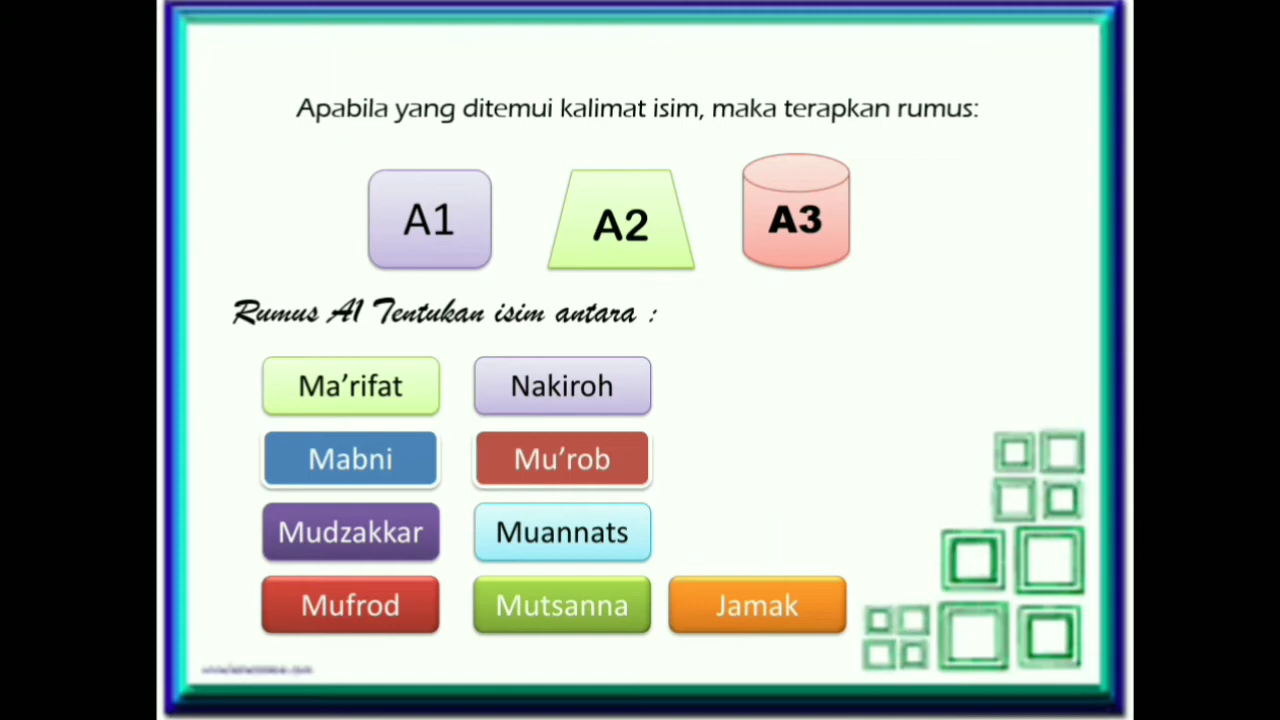 Apabila yang ditemui kalimat isim, maka terapkan rumus:
A1 A2 A3
Rumus A1 Tentukan isim antara :
Ma’rifat Nakiroh
Mabni Mu’rob
Mudzakkar Muannats
Mufrod Mutsanna Jamak